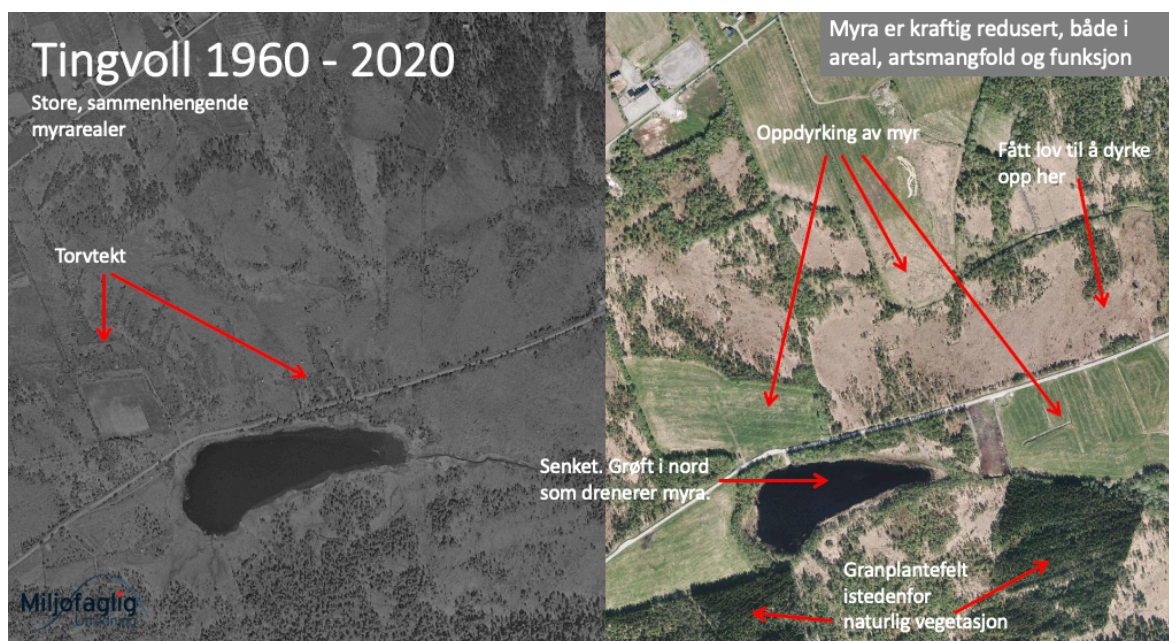 Tingvoll 1960 - 2020
Store, sammenhengende
myrarealer
Torvtekt
Myra er kraftig redusert, både i
areal, artsmangfold og funksjon
Oppdyrking av myr
Fått lov til å dyrke
opp her
Senket. Grøft i nord
som drenerer myra.
Granplantefelt
istedenfor
naturlig vegetasjon
Miljøfaglig
Utredning